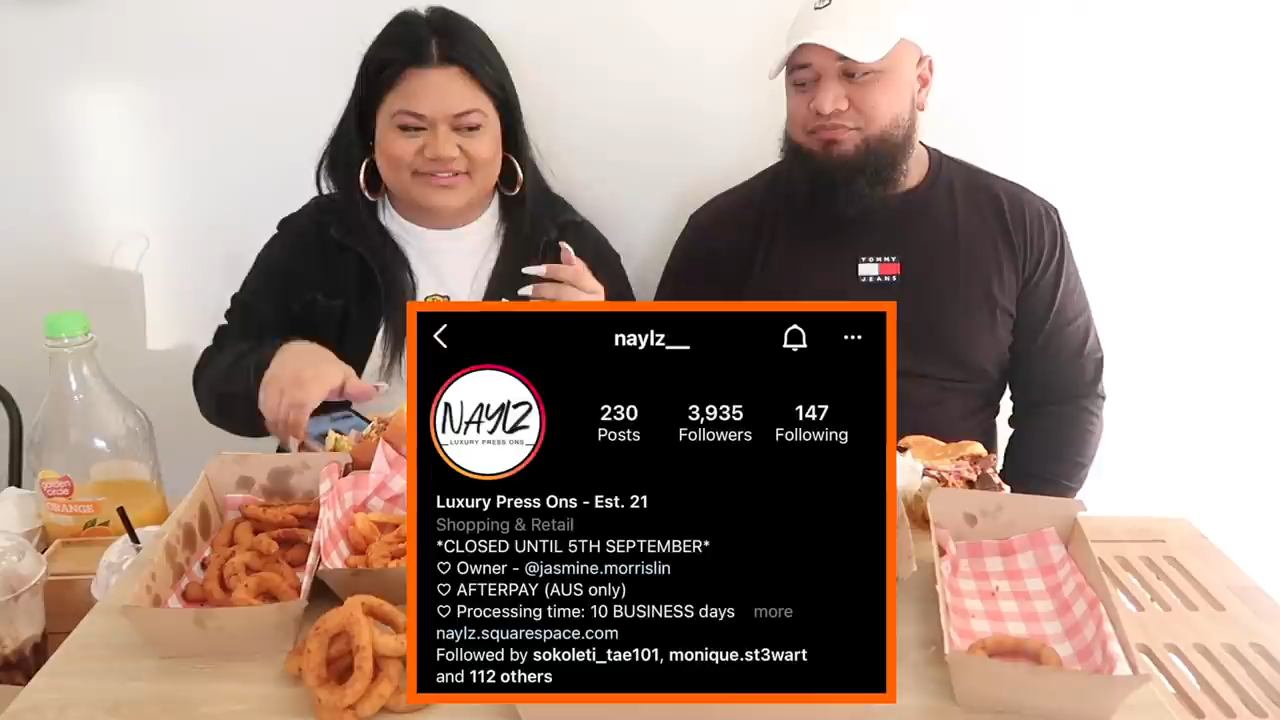 TOMMY
JEANS
naylz__
NAYLZ
LUXURY PRESS ONS
230
Posts
3,935
Followers
147
Following
Luxury Press Ons - Est. 21
Shopping & Retail
*CLOSED UNTIL 5TH SEPTEMBER*
♡ Owner - @jasmine.morrislin
♡ AFTERPAY (AUS only)
♡ Processing time: 10 BUSINESS days more
naylz.squarespace.com
Followed by sokoleti_tae101, monique.st3wart
and 112 others
golden
circle
ORANGE